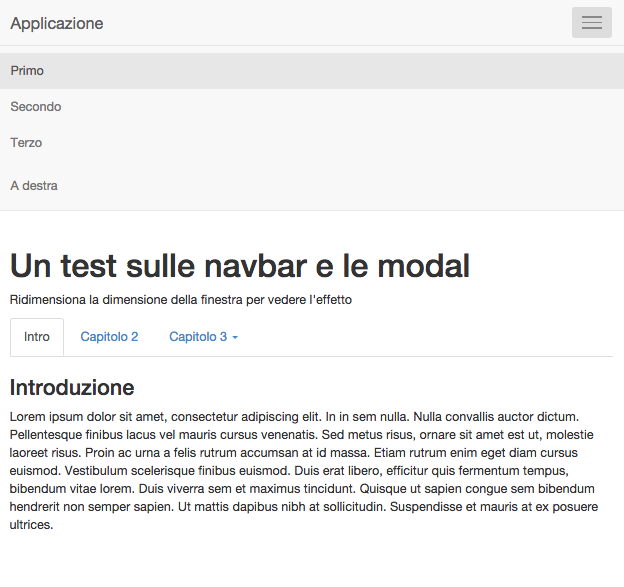 Applicazione
Primo
Secondo
Terzo
A destra
Un test sulle navbar e le modal
Ridimensiona la dimensione della finestra per vedere l'effetto
Intro Capitolo 2 Capitolo 3
Introduzione
Lorem ipsum dolor sit amet, consectetur adipiscing elit. In in sem nulla. Nulla convallis auctor dictum.
Pellentesque finibus lacus vel mauris cursus venenatis. Sed metus risus, ornare sit amet est ut, molestie
laoreet risus. Proin ac urna a felis rutrum accumsan at id massa. Etiam rutrum enim eget diam cursus
euismod. Vestibulum scelerisque finibus euismod. Duis erat libero, efficitur quis fermentum tempus,
bibendum vitae lorem. Duis viverra sem et maximus tincidunt. Quisque ut sapien congue sem bibendum
hendrerit non semper sapien. Ut mattis dapibus nibh at sollicitudin. Suspendisse et mauris at ex posuere
ultrices.